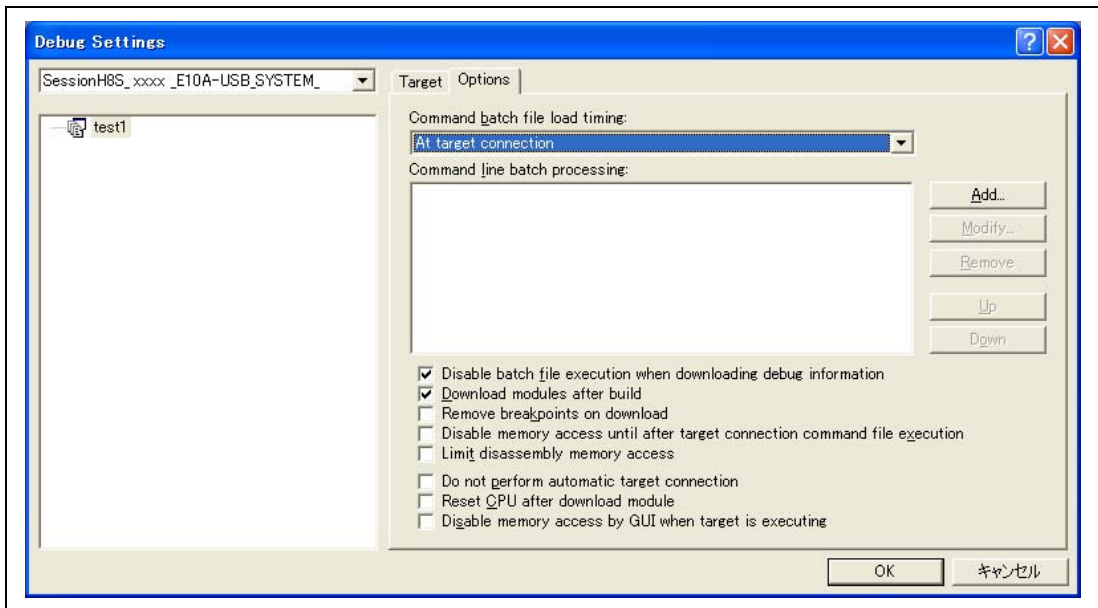 Debug Settings
SessionH8S_ xxxx _E10A-USB_SYSTEM_
test1
Target Options
Command batch file load timing:
At target connection
Command line batch processing:
Add...
Modify...
Remove
Up
Down
Disable batch file execution when downloading debug information
Download modules after build
Remove breakpoints on download
Disable memory access until after target connection command file execution
Limit disassembly memory access
Do not perform automatic target connection
Reset CPU after download module
Disable memory access by GUI when target is executing
OK キャンセル